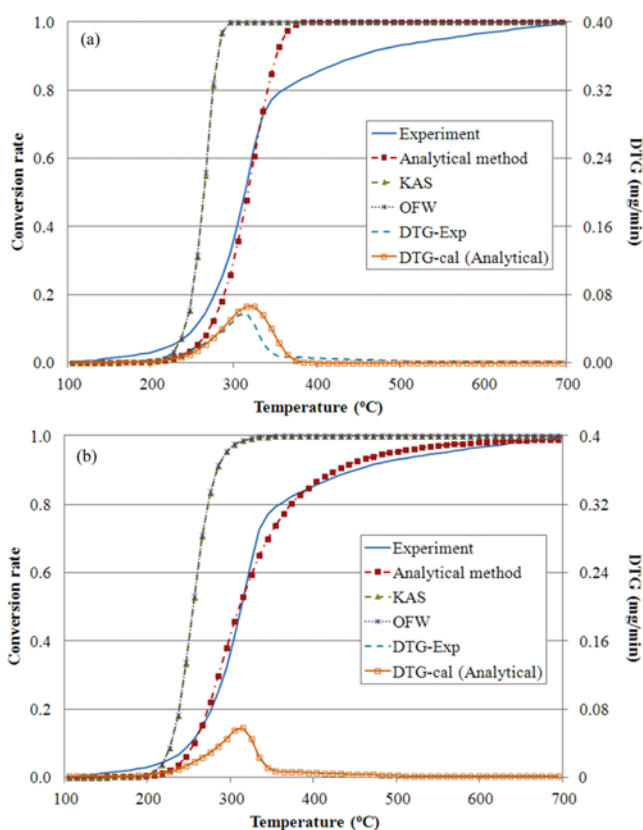 (a)
1.0
0.8
0.6
0.4
0.2
0.0
Conversion rate
0.40
0.32
0.24
0.16
0.08
0.00
DTG (mg/min)
Experiment
Analytical method
KAS
OFW
DTG-Exp
DTG-cal (Analytical)
100 200 300 400 500 600 700
Temperature (°C)
(b)
1.0
0.8
0.6
0.4
0.2
0.0
Conversion rate
0.4
0.32
0.24
0.16
0.08
0
DTG (mg/min)
Experiment
Analytical method
KAS
OFW
DTG-Exp
DTG-cal (Analytical)
100 200 300 400 500 600 700
Temperature (°C)